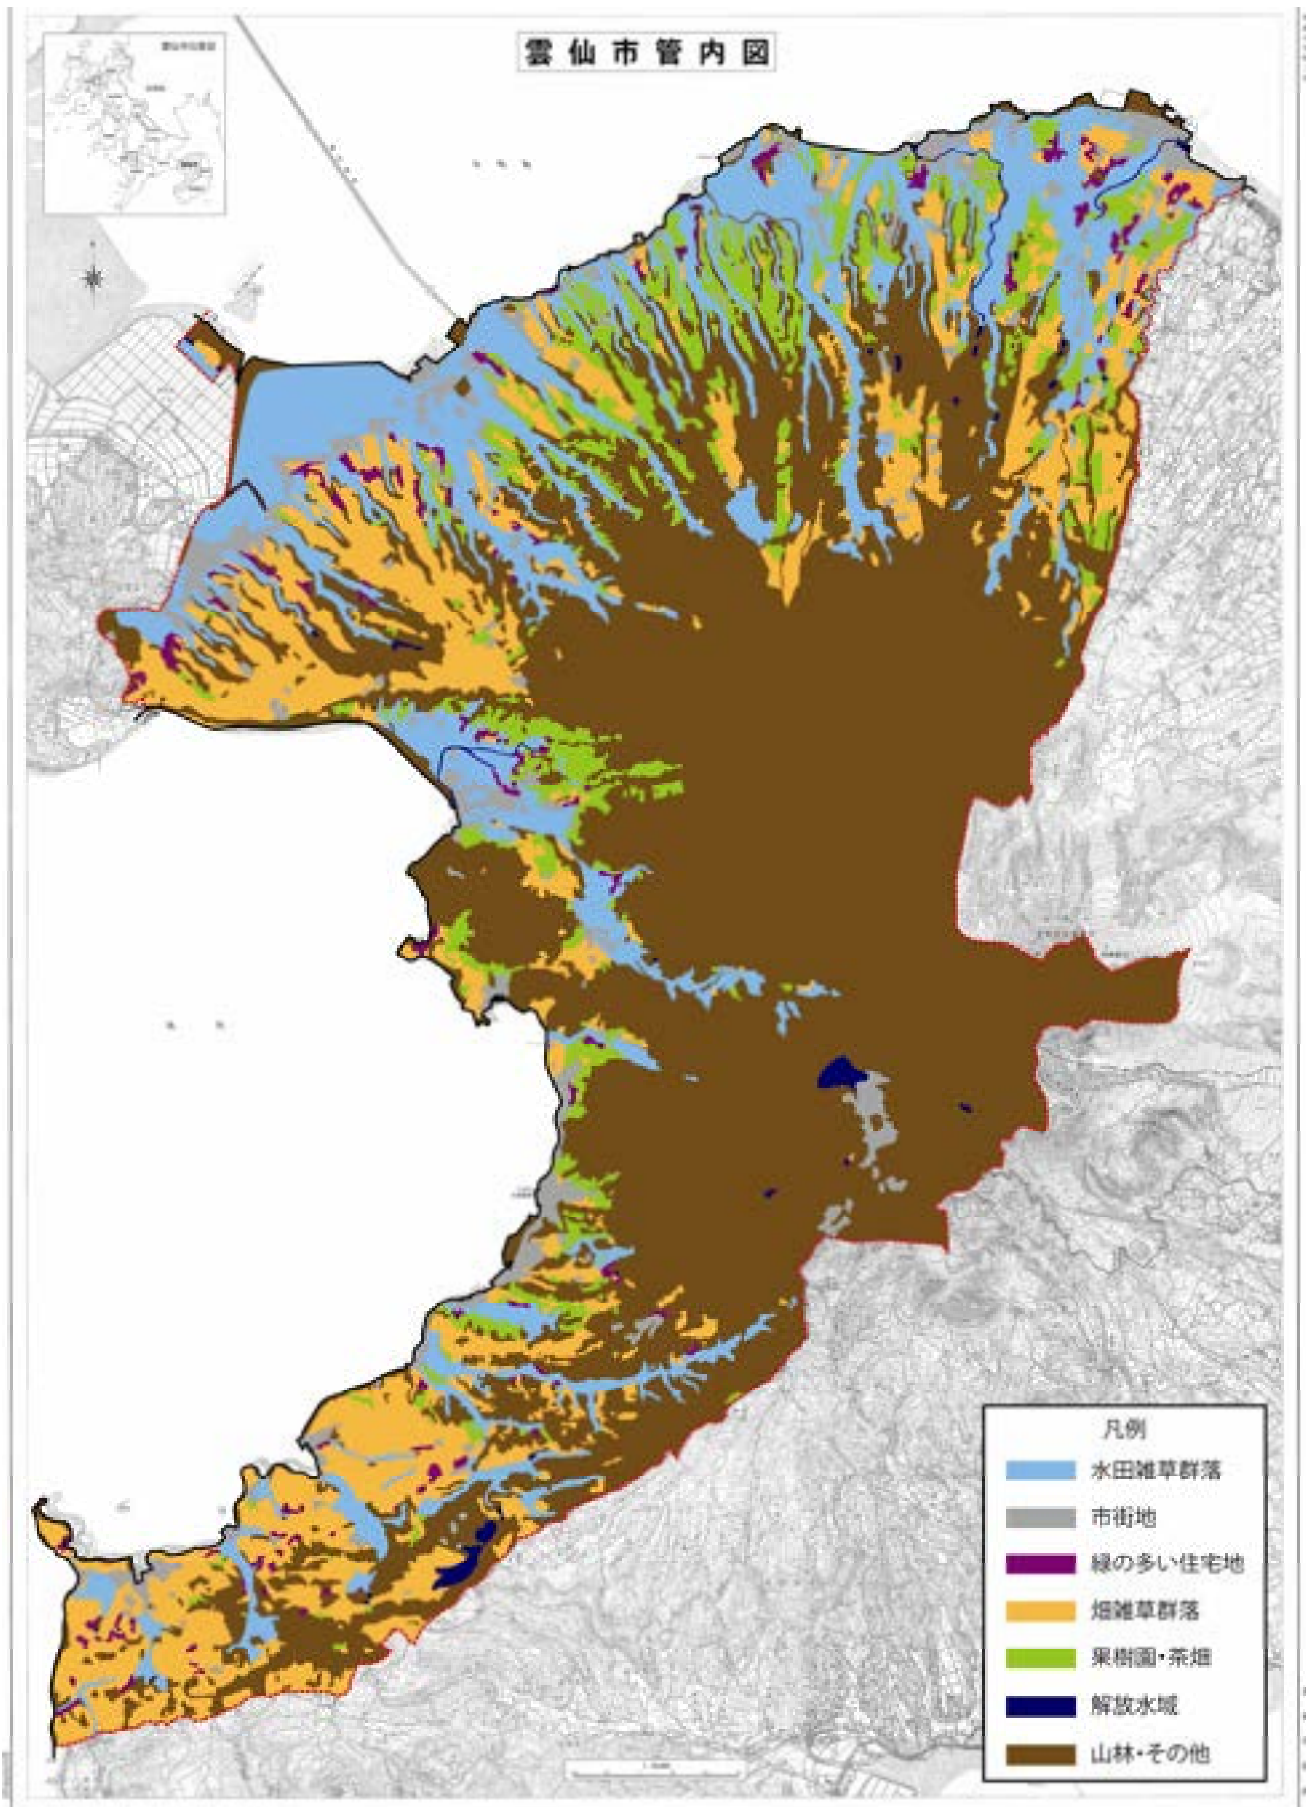 雲仙市管内図
凡例
水田雑草群落
市街地
緑の多い住宅地
畑雑草群落
果樹園・茶畑
解放水域
山林・その他